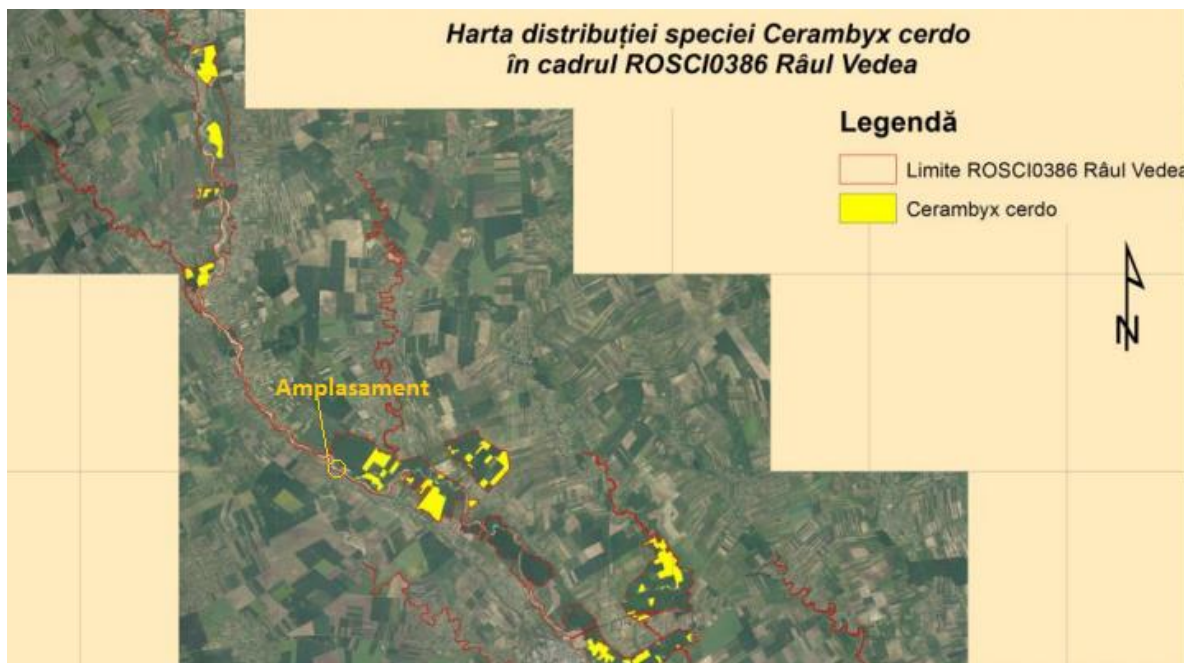 Harta distribuției speciei Cerambyx cerdo
în cadrul ROSCI0386 Râul Vedea
Legendă
Limite ROSCI0386 Râul Vedea
Cerambyx cerdo
N
Amplasament